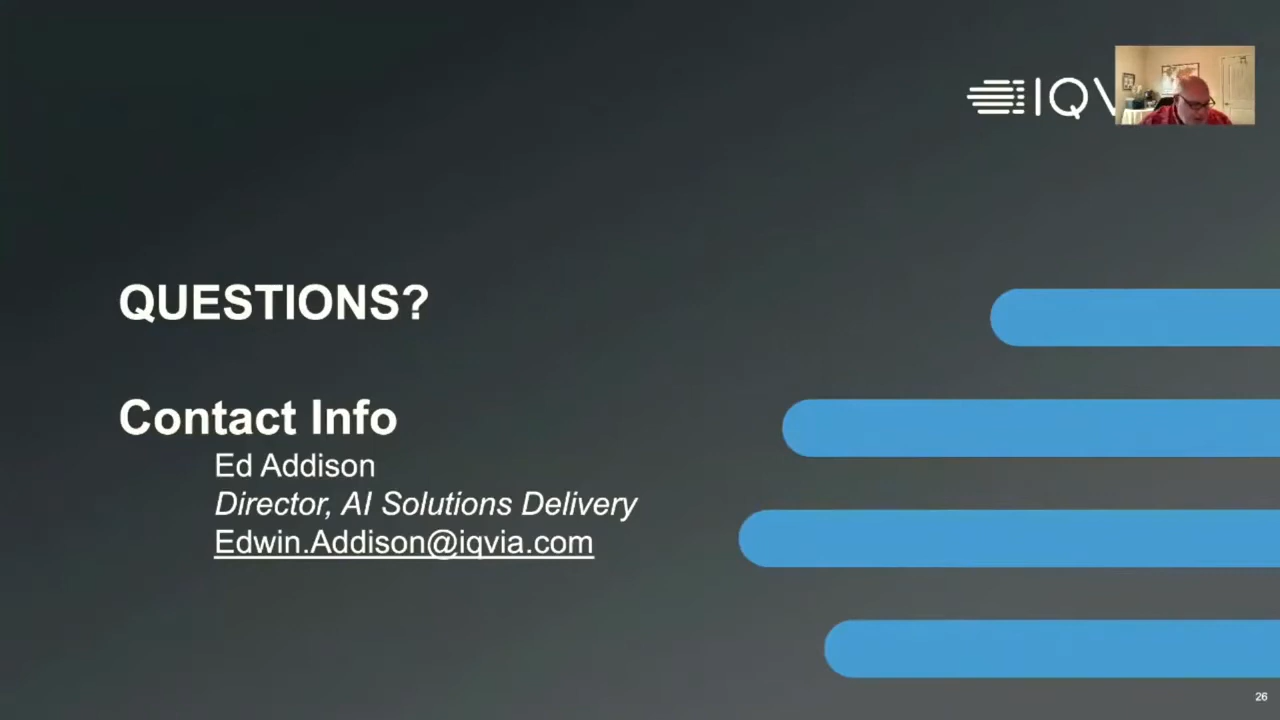 IQV
QUESTIONS?
Contact Info
Ed Addison
Director, AI Solutions Delivery
Edwin.Addison@iqvia.com
26